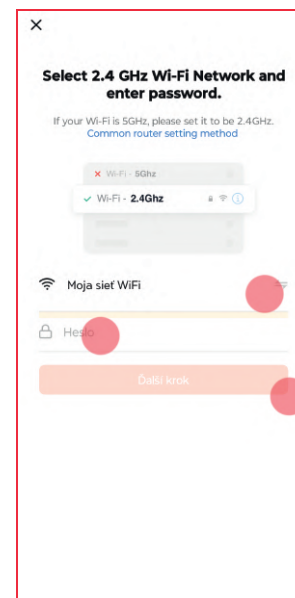 Select 2.4 GHz Wi-Fi Network and
enter password.
If your Wi-Fi is 5GHz, please set it to be 2.4GHz.
Common router setting method
Wi-Fi - 5Ghz
Wi-Fi - 2.4Ghz
Moja sieť WiFi
Heslo
Ďalší krok